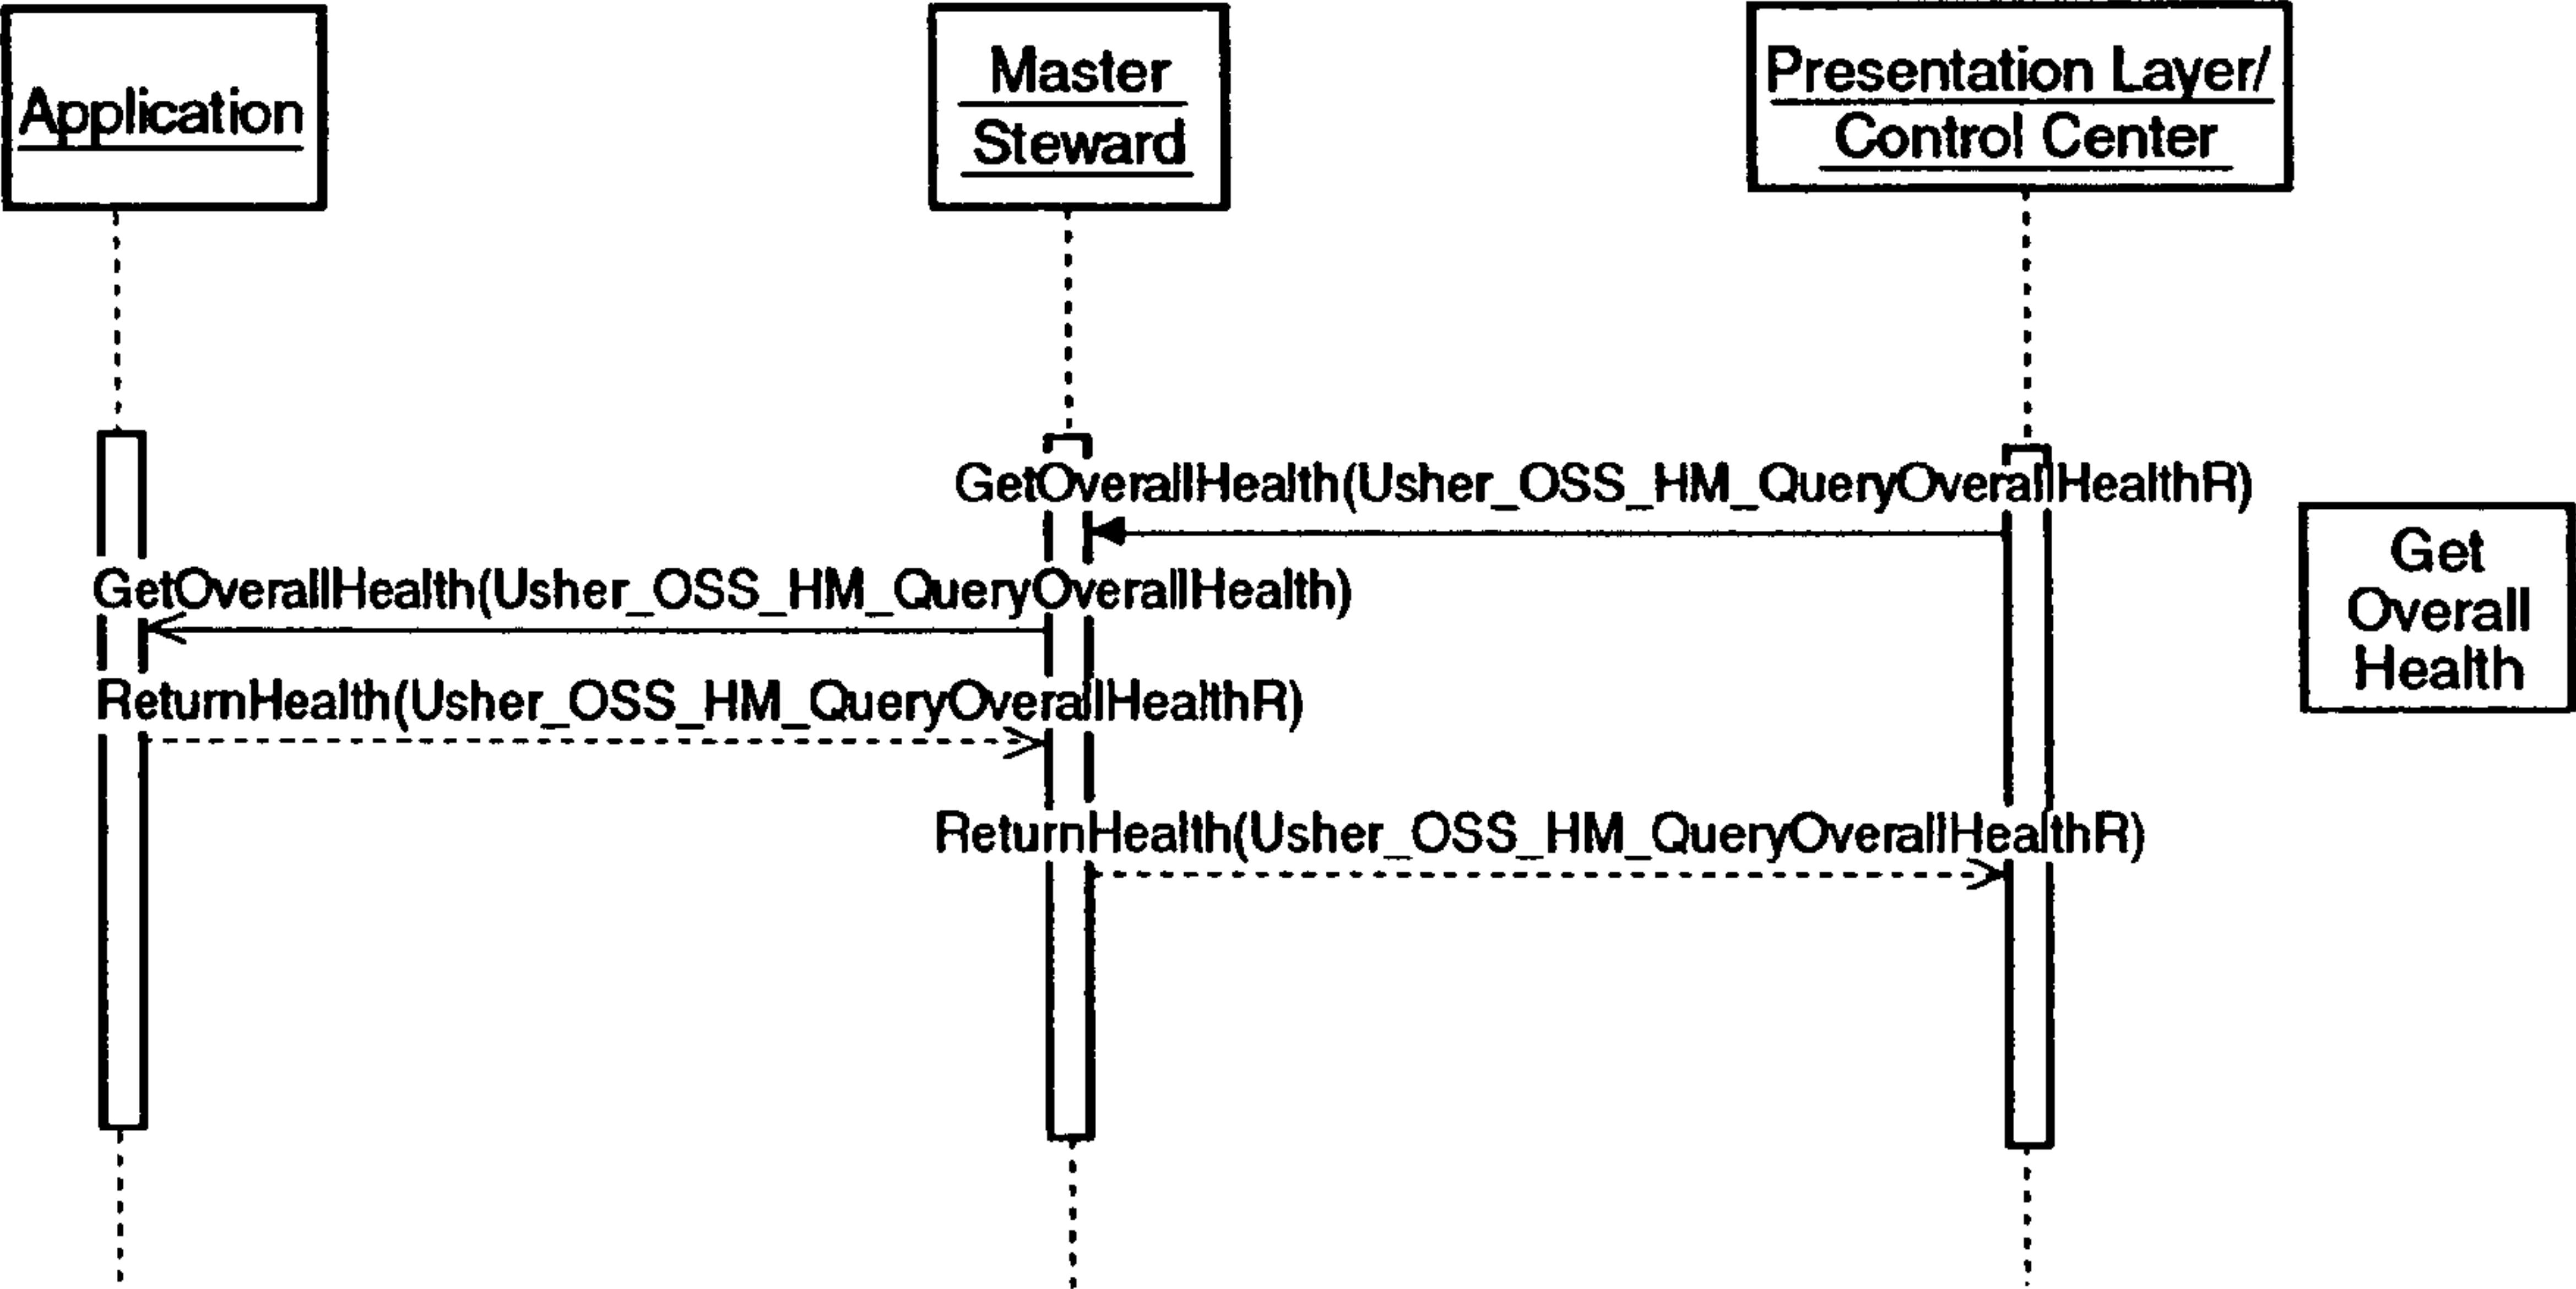 Application
Master
Steward
Presentation Layer/
Control Center
GetOverallHealth(Usher_OSS_HM_QueryOverallHealthR)
GetOverallHealth(Usher_OSS_HM_QueryOverallHealth)
ReturnHealth(Usher_OSS_HM_QueryOverallHealthR)
ReturnHealth(Usher_OSS_HM_QueryOverallHealthR)
Get
Overall
Health